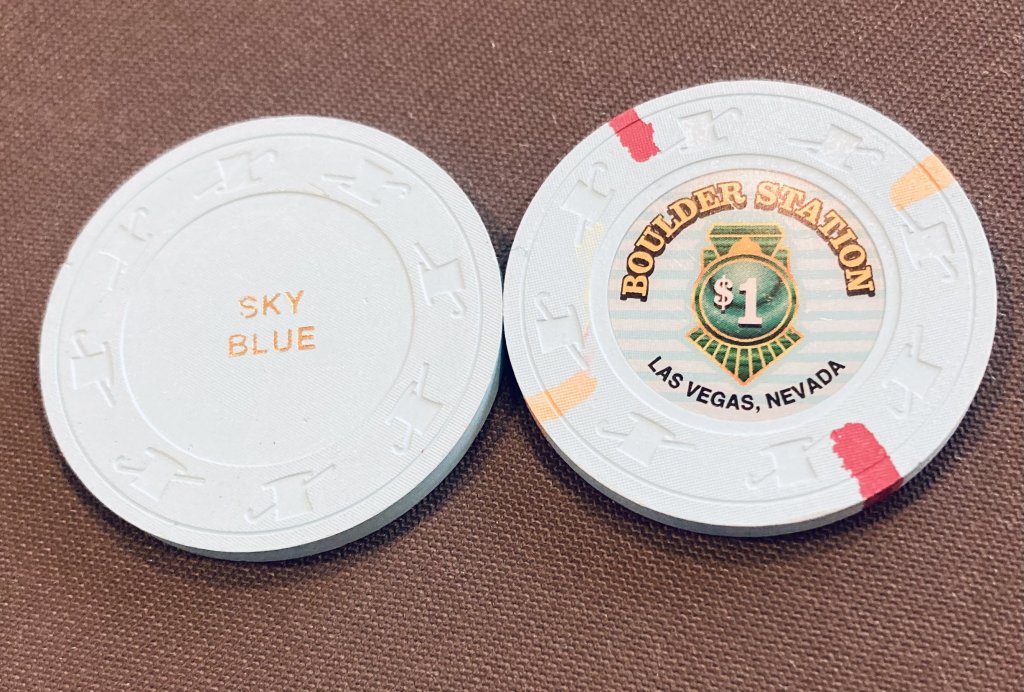 SKY
BLUE
BOULDER STATION
$1
LAS VEGAS, NEVADA